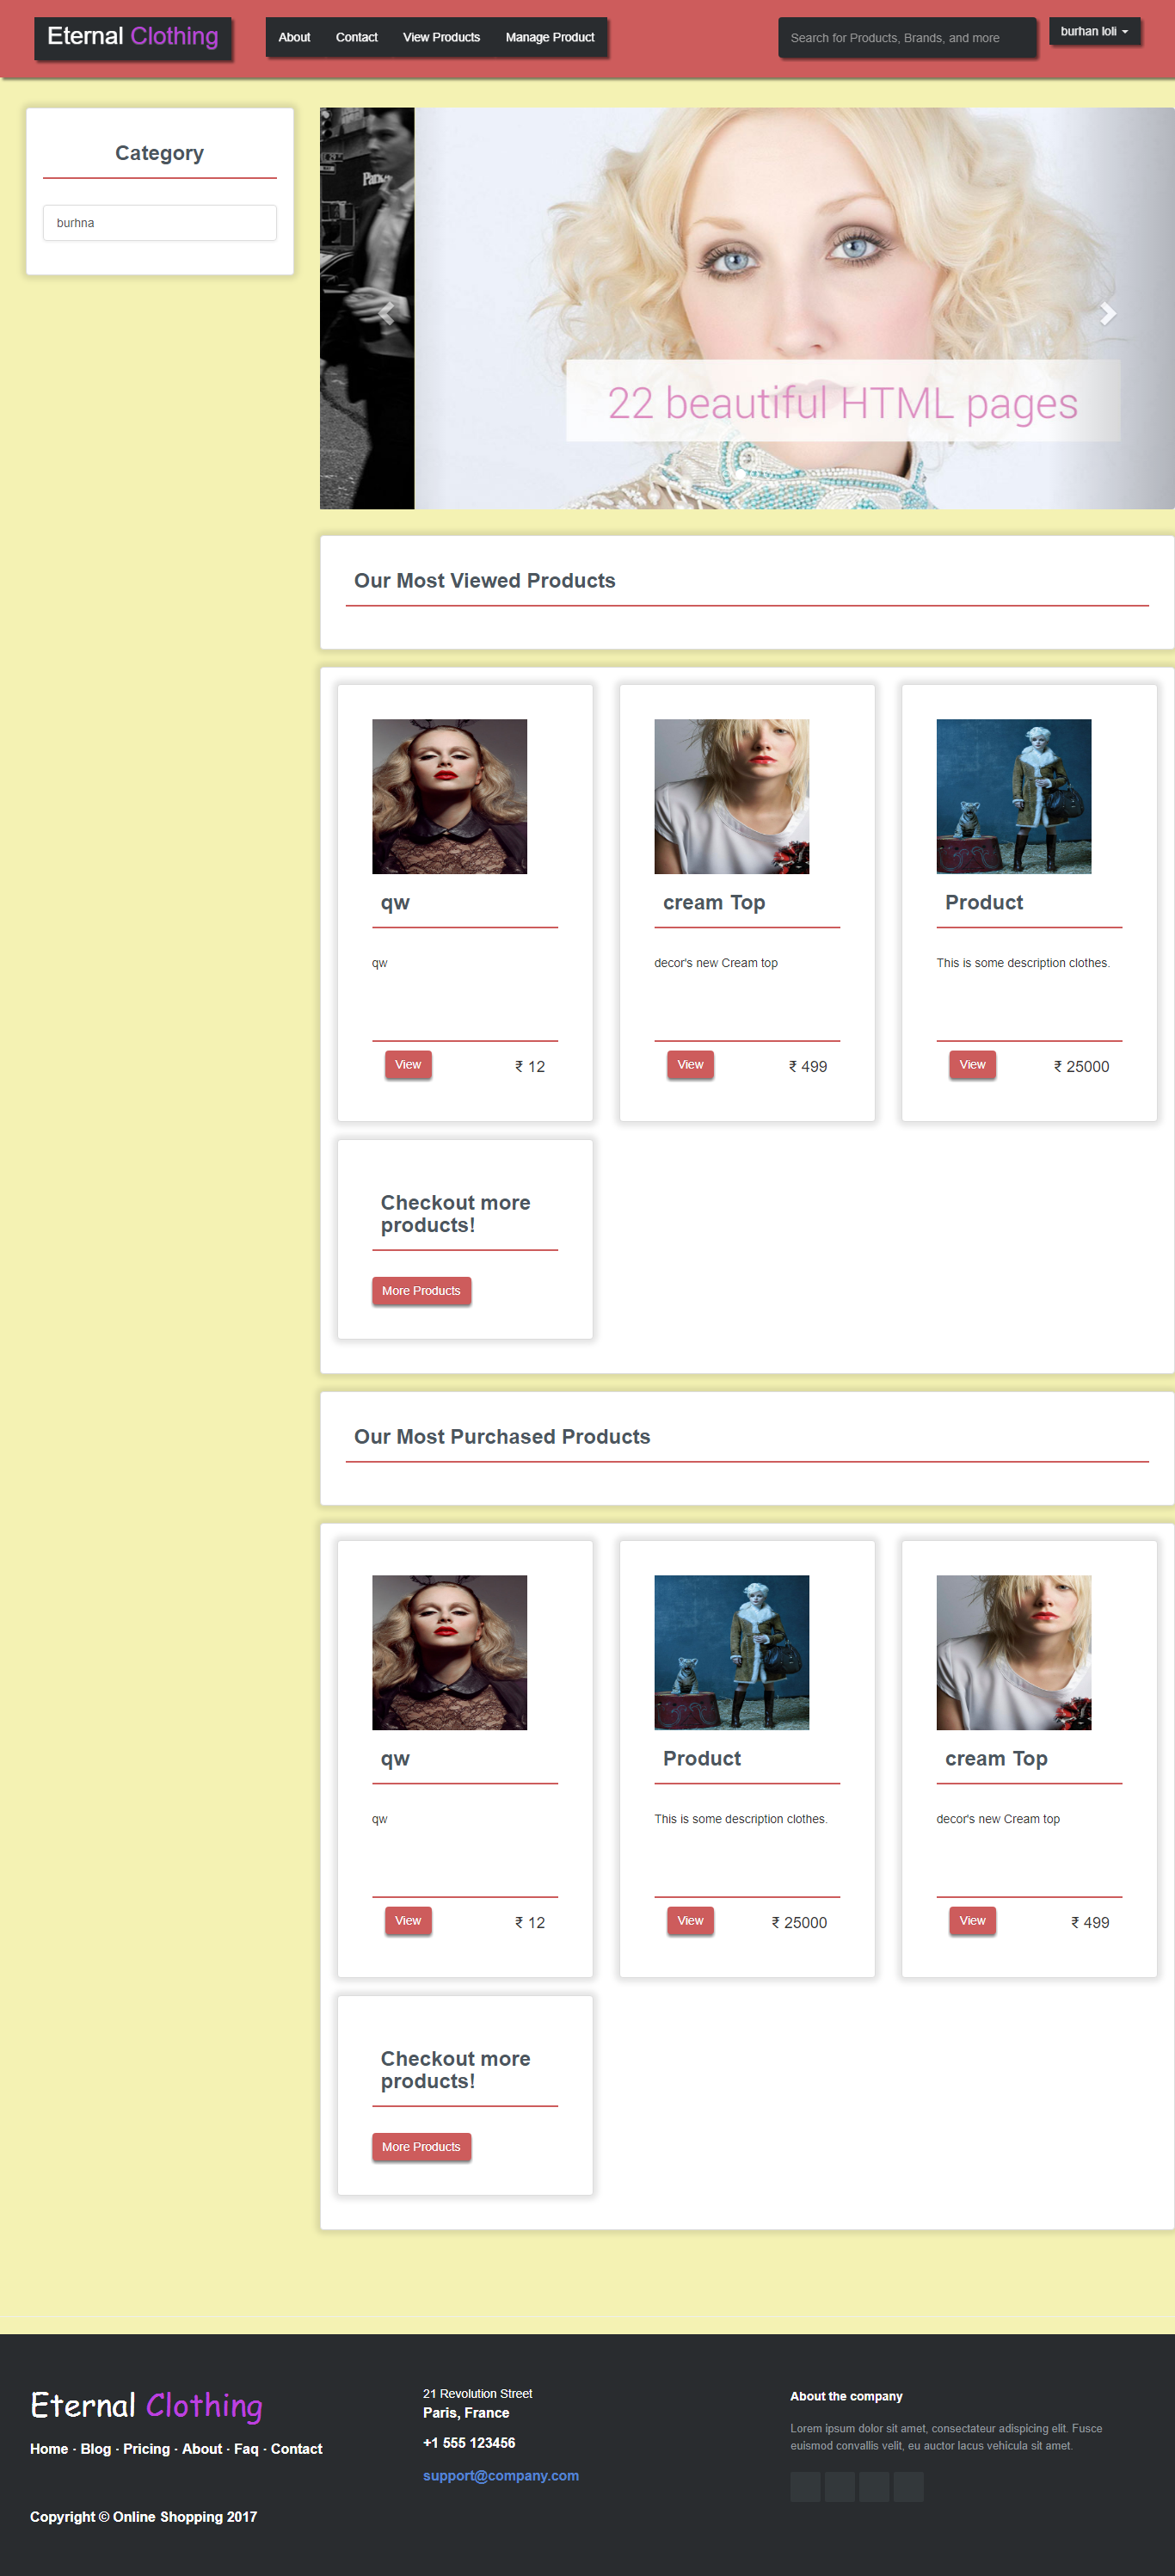 Eternal Clothing
About Contact View Products Manage Product
Search for Products, Brands, and more
burhan loli
Category
burhna
22 beautiful HTML pages
Our Most Viewed Products
qw
qw
View ₹ 12
cream Top
decor's new Cream top
View ₹ 499
Product
This is some description clothes.
View ₹ 25000
Checkout more
products!
More Products
Our Most Purchased Products
qw
qw
View ₹ 12
Product
This is some description clothes.
View ₹ 25000
cream Top
decor's new Cream top
View ₹ 499
Checkout more
products!
More Products
Eternal Clothing
Home · Blog · Pricing · About · Faq · Contact
Copyright © Online Shopping 2017
21 Revolution Street
Paris, France
+1 555 123456
support@company.com
About the company
Lorem ipsum dolor sit amet, consectateur adispicing elit. Fusce
euismod convallis velit, eu auctor lacus vehicula sit amet.